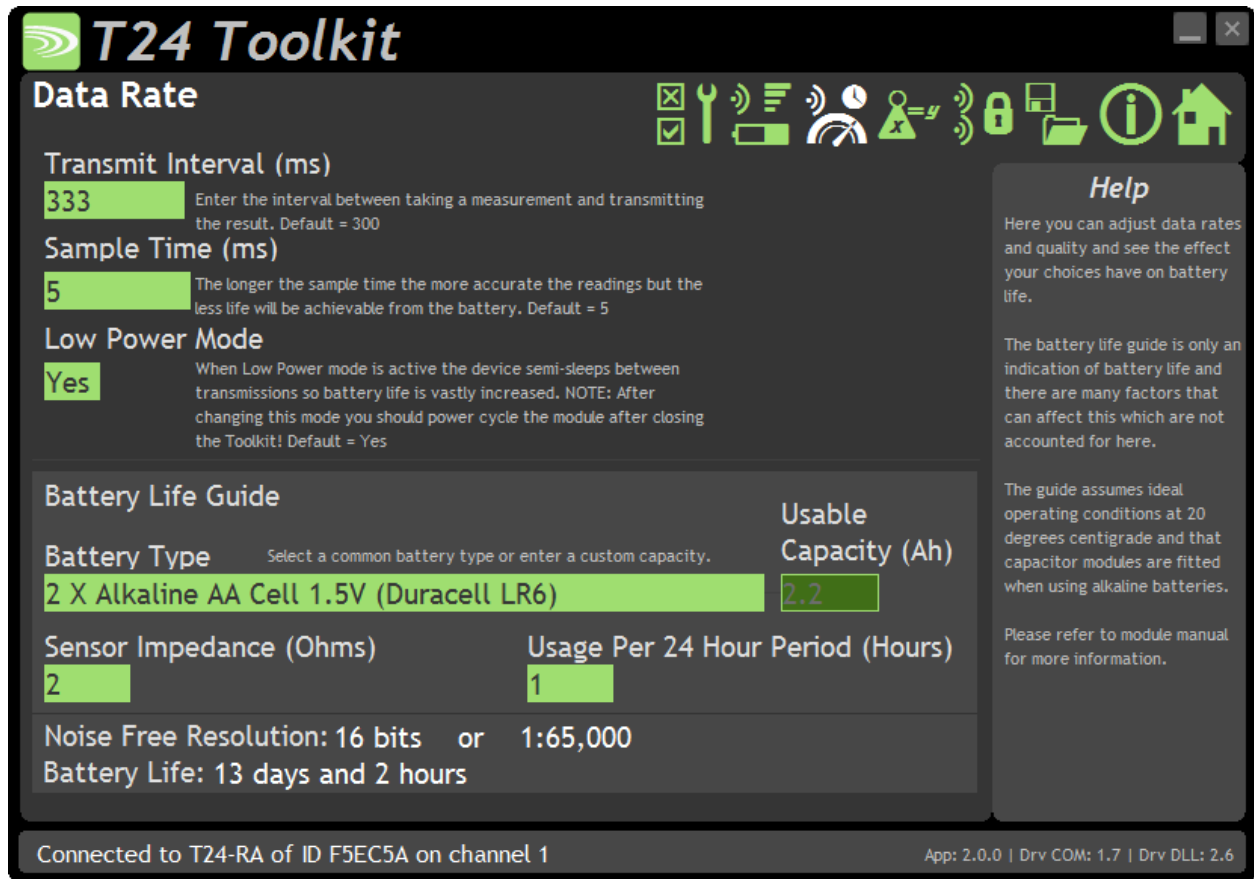 T24 Toolkit
Data Rate
Transmit Interval (ms)
333
Enter the interval between taking a measurement and transmitting
the result. Default = 300
Sample Time (ms)
5
The longer the sample time the more accurate the readings but the
less life will be achievable from the battery. Default = 5
Low Power Mode
Yes
When Low Power mode is active the device semi-sleeps between
transmissions so battery life is vastly increased. NOTE: After
changing this mode you should power cycle the module after closing
the Toolkit! Default = Yes
Battery Life Guide
Battery Type
Select a common battery type or enter a custom capacity.
Usable
Capacity (Ah)
2 X Alkaline AA Cell 1.5V (Duracell LR6)
2.2
Sensor Impedance (Ohms)
2
Usage Per 24 Hour Period (Hours)
1
Noise Free Resolution: 16 bits or 1:65,000
Battery Life: 13 days and 2 hours
x=y
Help
Here you can adjust data rates
and quality and see the effect
your choices have on battery
life.
The battery life guide is only an
indication of battery life and
there are many factors that
can affect this which are not
accounted for here.
The guide assumes ideal
operating conditions at 20
degrees centigrade and that
capacitor modules are fitted
when using alkaline batteries.
Please refer to module manual
for more information.
Connected to T24-RA of ID F5EC5A on channel 1
App: 2.0.0 | Drv COM: 1.7 | Drv DLL: 2.6